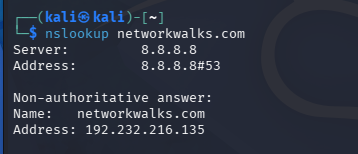 ┌──(kali㉿kali)-[~]
└─$ nslookup networkwalks.com
Server:         8.8.8.8
Address:        8.8.8.8#53

Non-authoritative answer:
Name:   networkwalks.com
Address: 192.232.216.135